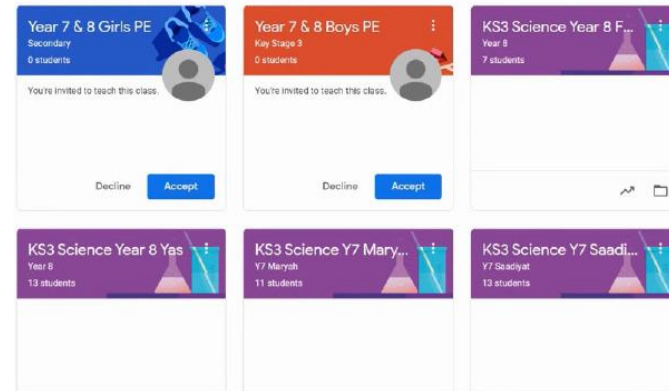 Year 7 & 8 Girls PE
Secondary
0 students
You're invited to teach this class.
Decline
Accept
Year 7 & 8 Boys PE
Key Stage 3
0 students
You're invited to teach this class.
Decline
Accept
KS3 Science Year 8 F...
Year 8
7 students
KS3 Science Year 8 Yas
Year 8
13 students
KS3 Science Y7 Mary...
Y7 Maryah
11 students
KS3 Science Y7 Saadi...
Y7 Saadiyat
13 students